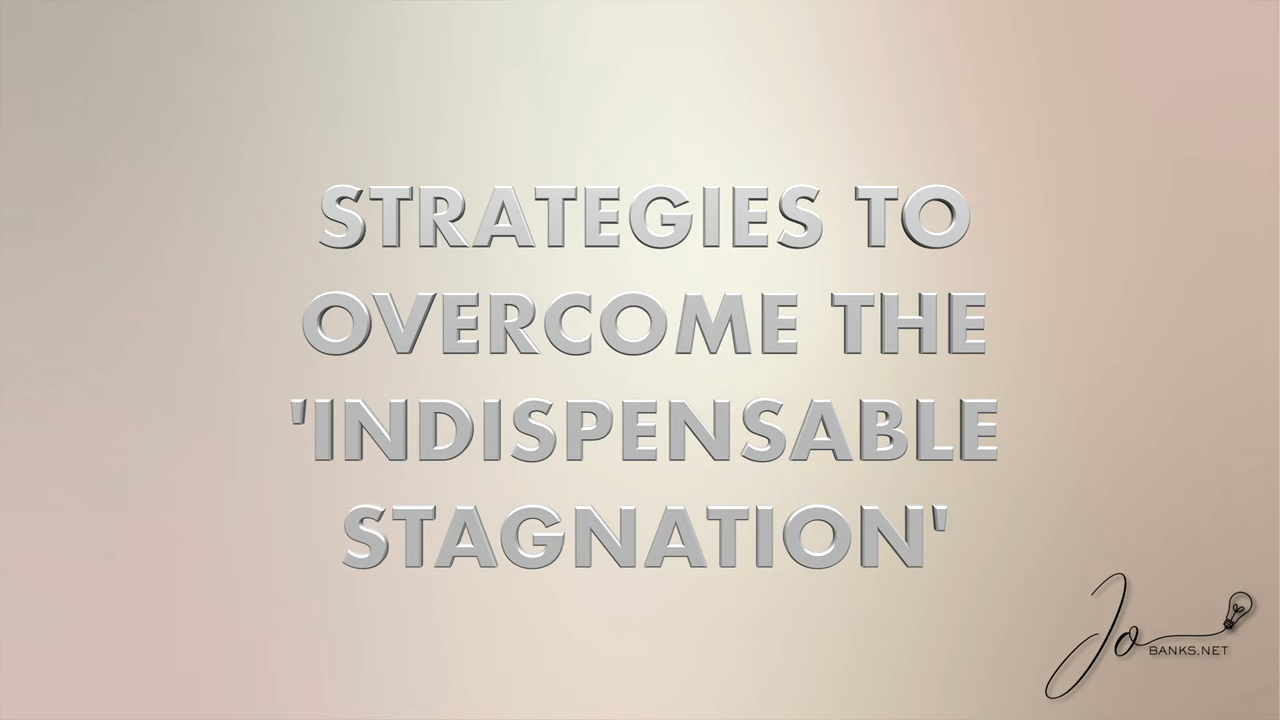 STRATEGIES TO
OVERCOME THE
'INDISPENSABLE
STAGNATION'
Jo
BANKS.NET